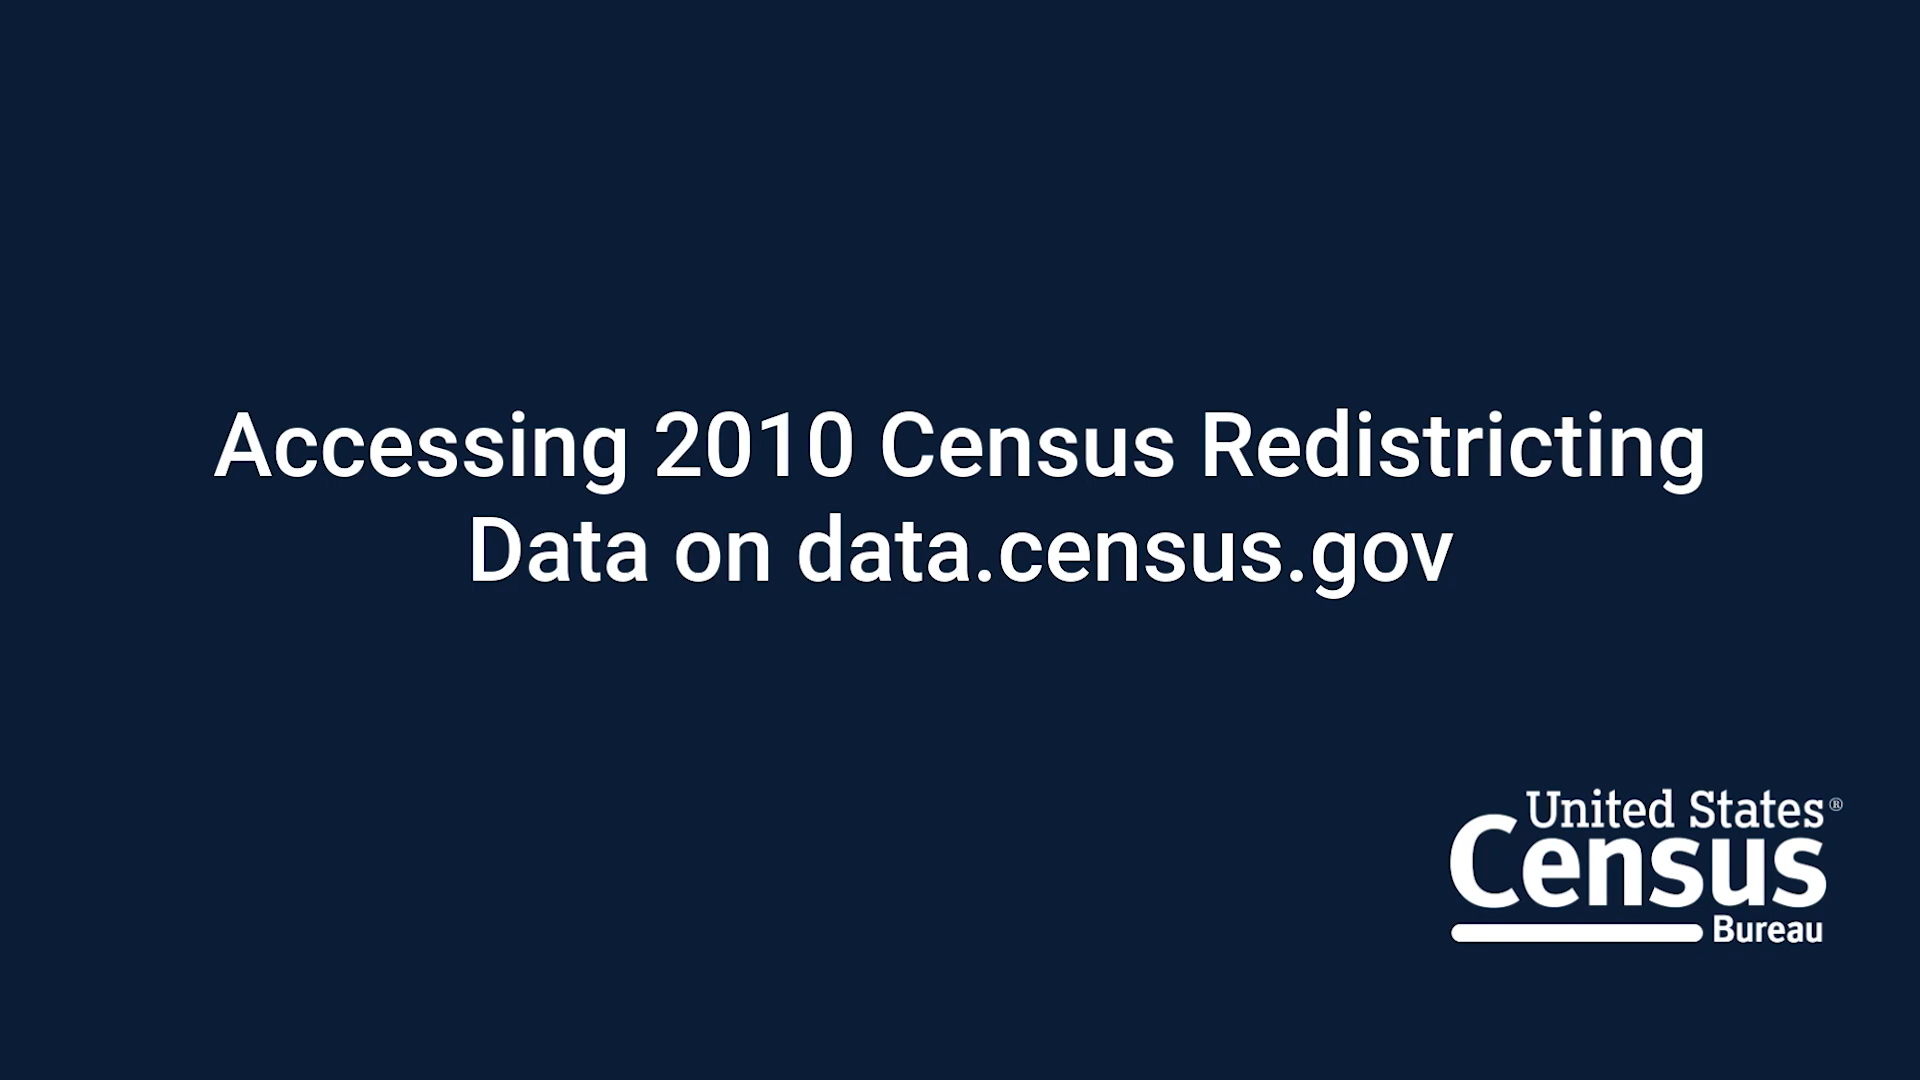 Accessing 2010 Census Redistricting
Data on data.census.gov
United States®
Census
Bureau